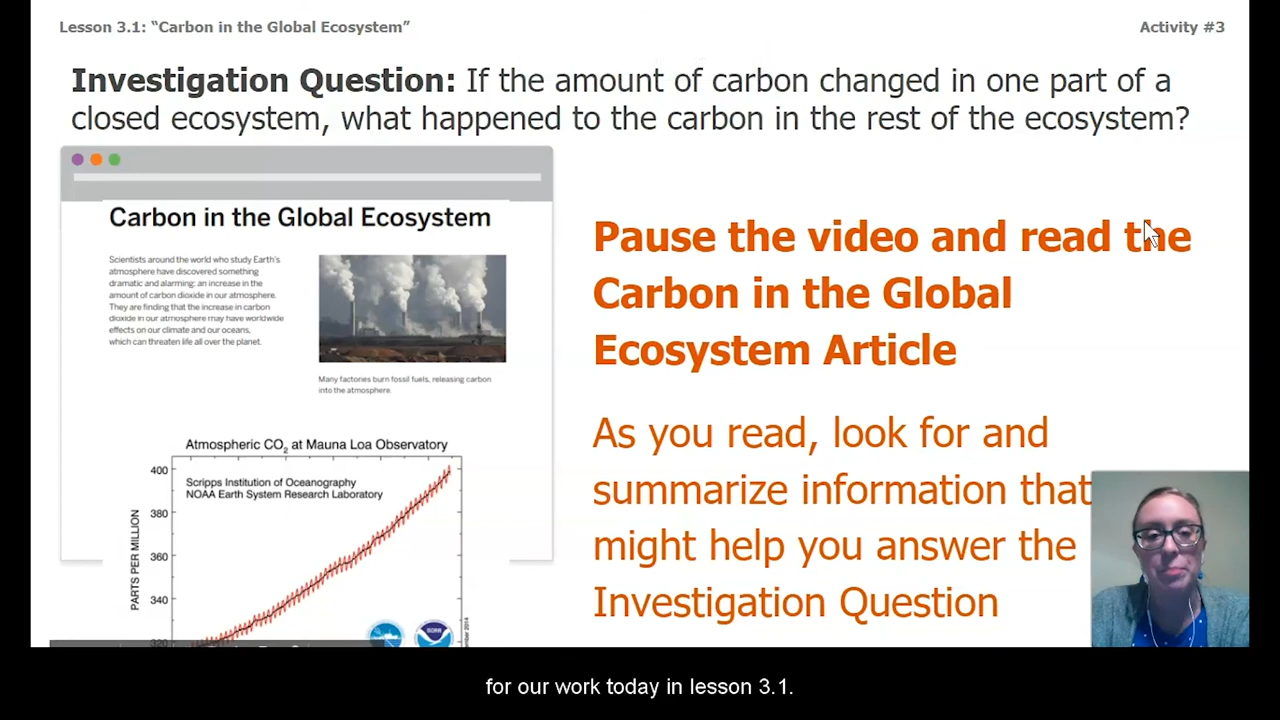 Lesson 3.1: “Carbon in the Global Ecosystem”
Activity #3
Investigation Question: If the amount of carbon changed in one part of a
closed ecosystem, what happened to the carbon in the rest of the ecosystem?
Carbon in the Global Ecosystem
Scientists around the world who study Earth's
atmosphere have discovered something
dramatic and alarming: an increase in the
amount of carbon dioxide in our atmosphere.
They are finding that the increase in carbon
dioxide in our atmosphere may have worldwide
effects on our climate and our oceans,
which can threaten life all over the planet.
Many factories burn fossil fuels, releasing carbon
into the atmosphere.
Atmospheric CO2 at Mauna Loa Observatory
Scripps Institution of Oceanography
NOAA Earth System Research Laboratory
400
380
360
340
320
PARTS PER MILLION
NOAA
2014
Pause the video and read the
Carbon in the Global
Ecosystem Article
As you read, look for and
summarize information that
might help you answer the
Investigation Question
for our work today in lesson 3.1.